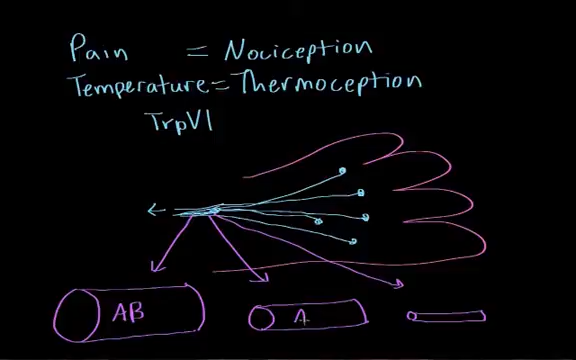 Pain = Nociception
Temperature = Thermoception
TrpV1
AB A